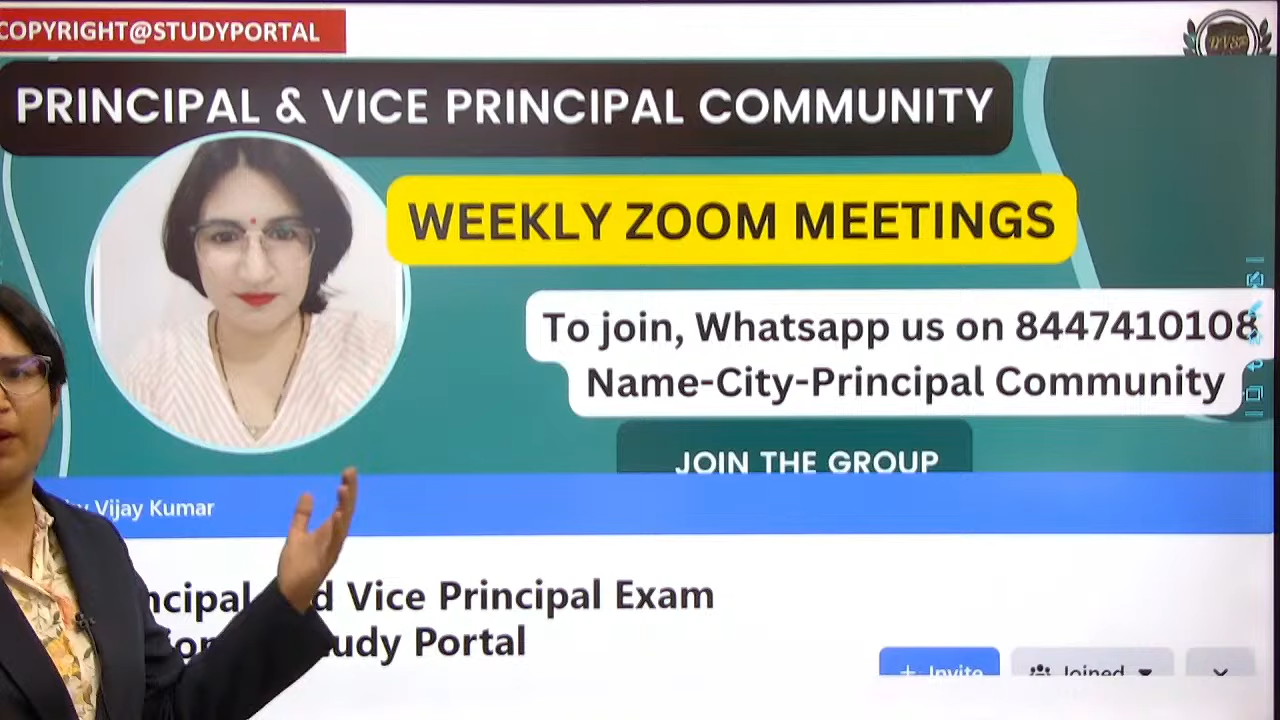 COPYRIGHT@STUDYPORTAL
PRINCIPAL & VICE PRINCIPAL COMMUNITY
WEEKLY ZOOM MEETINGS
To join, Whatsapp us on 8447410108
Name-City-Principal Community
JOIN THE GROUP
Vijay Kumar
Vice Principal Exam
Portal
+ Invite
Joined